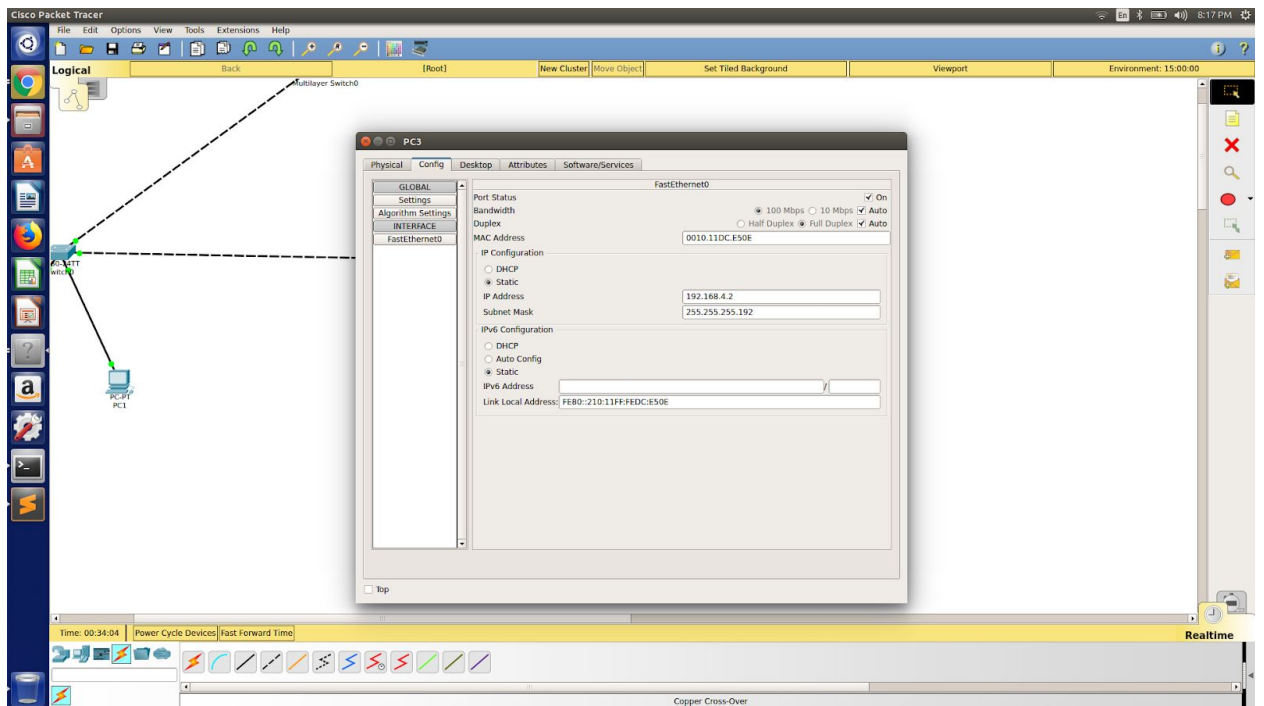 Cisco Packet Tracer
En 8:17 PM
File Edit Options View Tools Extensions Help
Logical Back [Root] New Cluster Move Object Set Tiled Background Viewport Environment: 15:00:00
Multilayer Switch0
PC3
Physical Config Desktop Attributes Software/Services
GLOBAL
Settings
Algorithm Settings
INTERFACE
FastEthernet0
FastEthernet0
Port Status On
Bandwidth 100 Mbps 10 Mbps Auto
Duplex Half Duplex Full Duplex Auto
MAC Address 0010.11DC.E50E
IP Configuration
DHCP
Static
IP Address 192.168.4.2
Subnet Mask 255.255.255.192
IPv6 Configuration
DHCP
Auto Config
Static
IPv6 Address /
Link Local Address: FE80::210:11FF:FEDC:E50E
Top
PC-PT
PC1
Time: 00:34:04 Power Cycle Devices Fast Forward Time Realtime
Copper Cross-Over